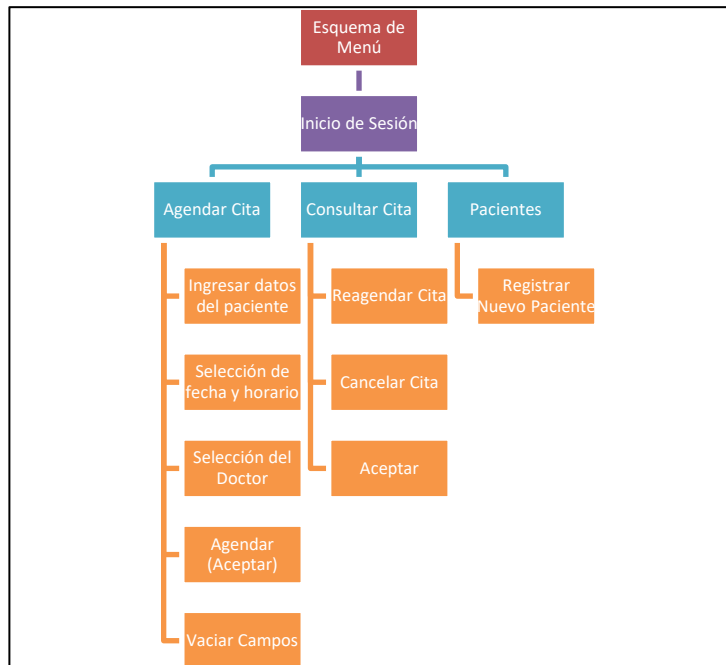 Esquema de
Menú
Inicio de Sesión
Agendar Cita
Consultar Cita
Pacientes
Ingresar datos
del paciente
Selección de
fecha y horario
Selección del
Doctor
Agendar
(Aceptar)
Vaciar Campos
Reagendar Cita
Cancelar Cita
Aceptar
Registrar
Nuevo Paciente